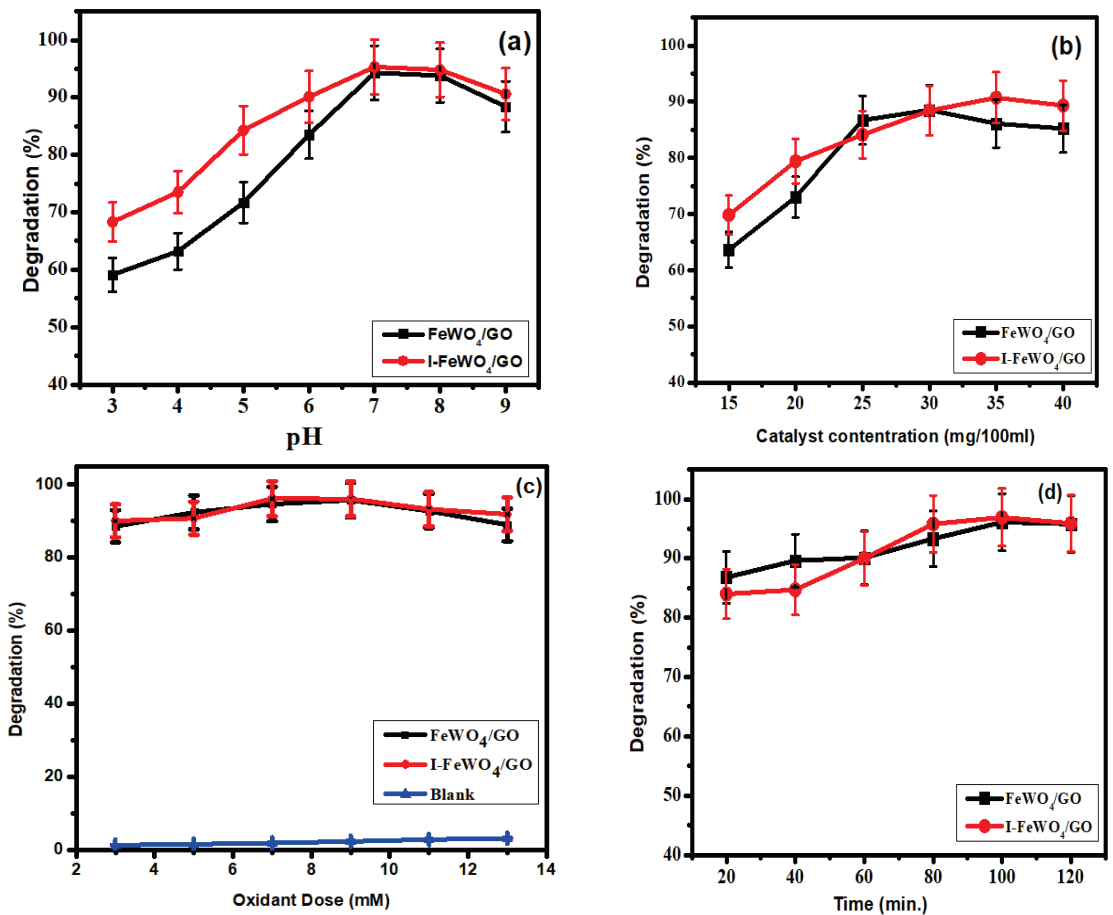 (a)
Degradation (%)
100
90
80
70
60
50
40
FeWO4/GO
I-FeWO4/GO
3 4 5 6 7 8 9
pH
(b)
Degradation (%)
100
90
80
70
60
50
40
FeWO4/GO
I-FeWO4/GO
15 20 25 30 35 40
Catalyst contentration (mg/100ml)
(c)
Degradation (%)
100
80
60
40
20
0
FeWO4/GO
I-FeWO4/GO
Blank
2 4 6 8 10 12 14
Oxidant Dose (mM)
(d)
Degradation (%)
100
90
80
70
60
50
40
FeWO4/GO
I-FeWO4/GO
20 40 60 80 100 120
Time (min.)